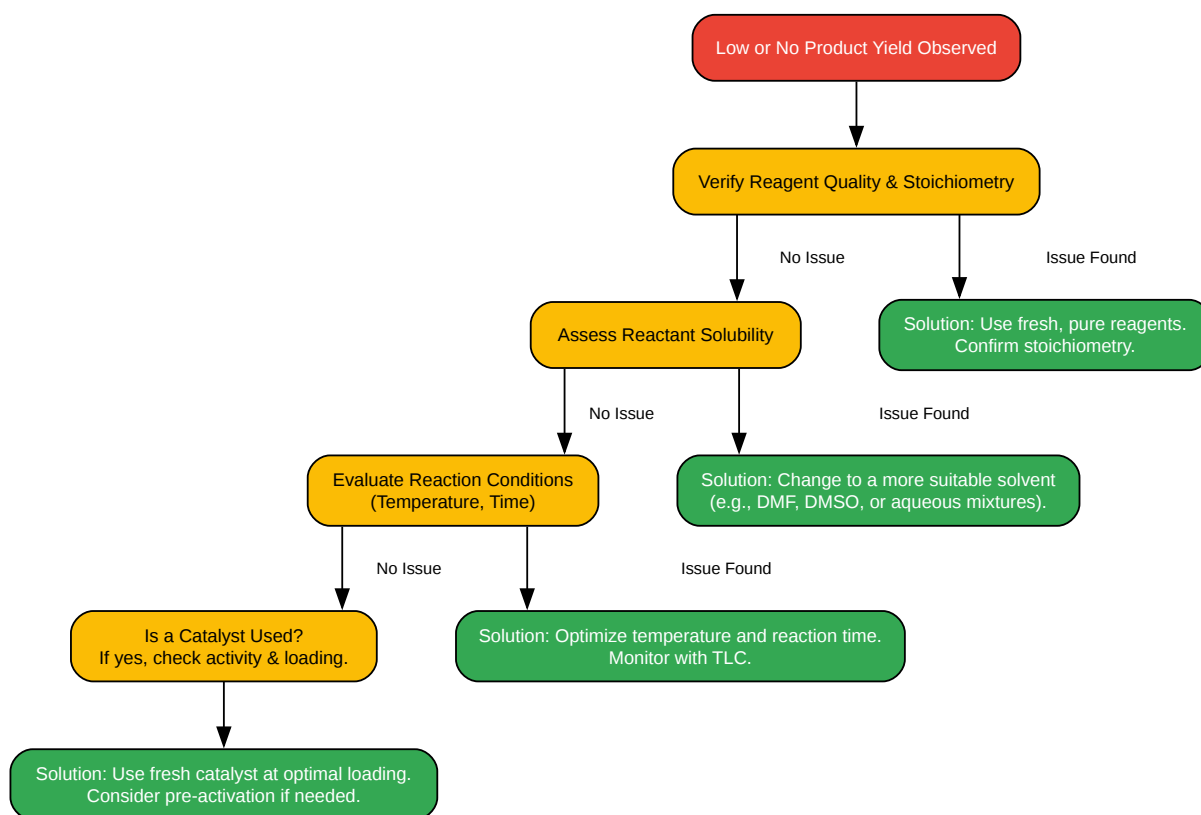 Low or No Product Yield Observed
Verify Reagent Quality & Stoichiometry
No Issue
Issue Found
Solution: Use fresh, pure reagents.
Confirm stoichiometry.
Assess Reactant Solubility
No Issue
Issue Found
Evaluate Reaction Conditions
(Temperature, Time)
Solution: Change to a more suitable solvent
(e.g., DMF, DMSO, or aqueous mixtures).
No Issue
Issue Found
Is a Catalyst Used?
If yes, check activity & loading.
Solution: Optimize temperature and reaction time.
Monitor with TLC.
Solution: Use fresh catalyst at optimal loading.
Consider pre-activation if needed.